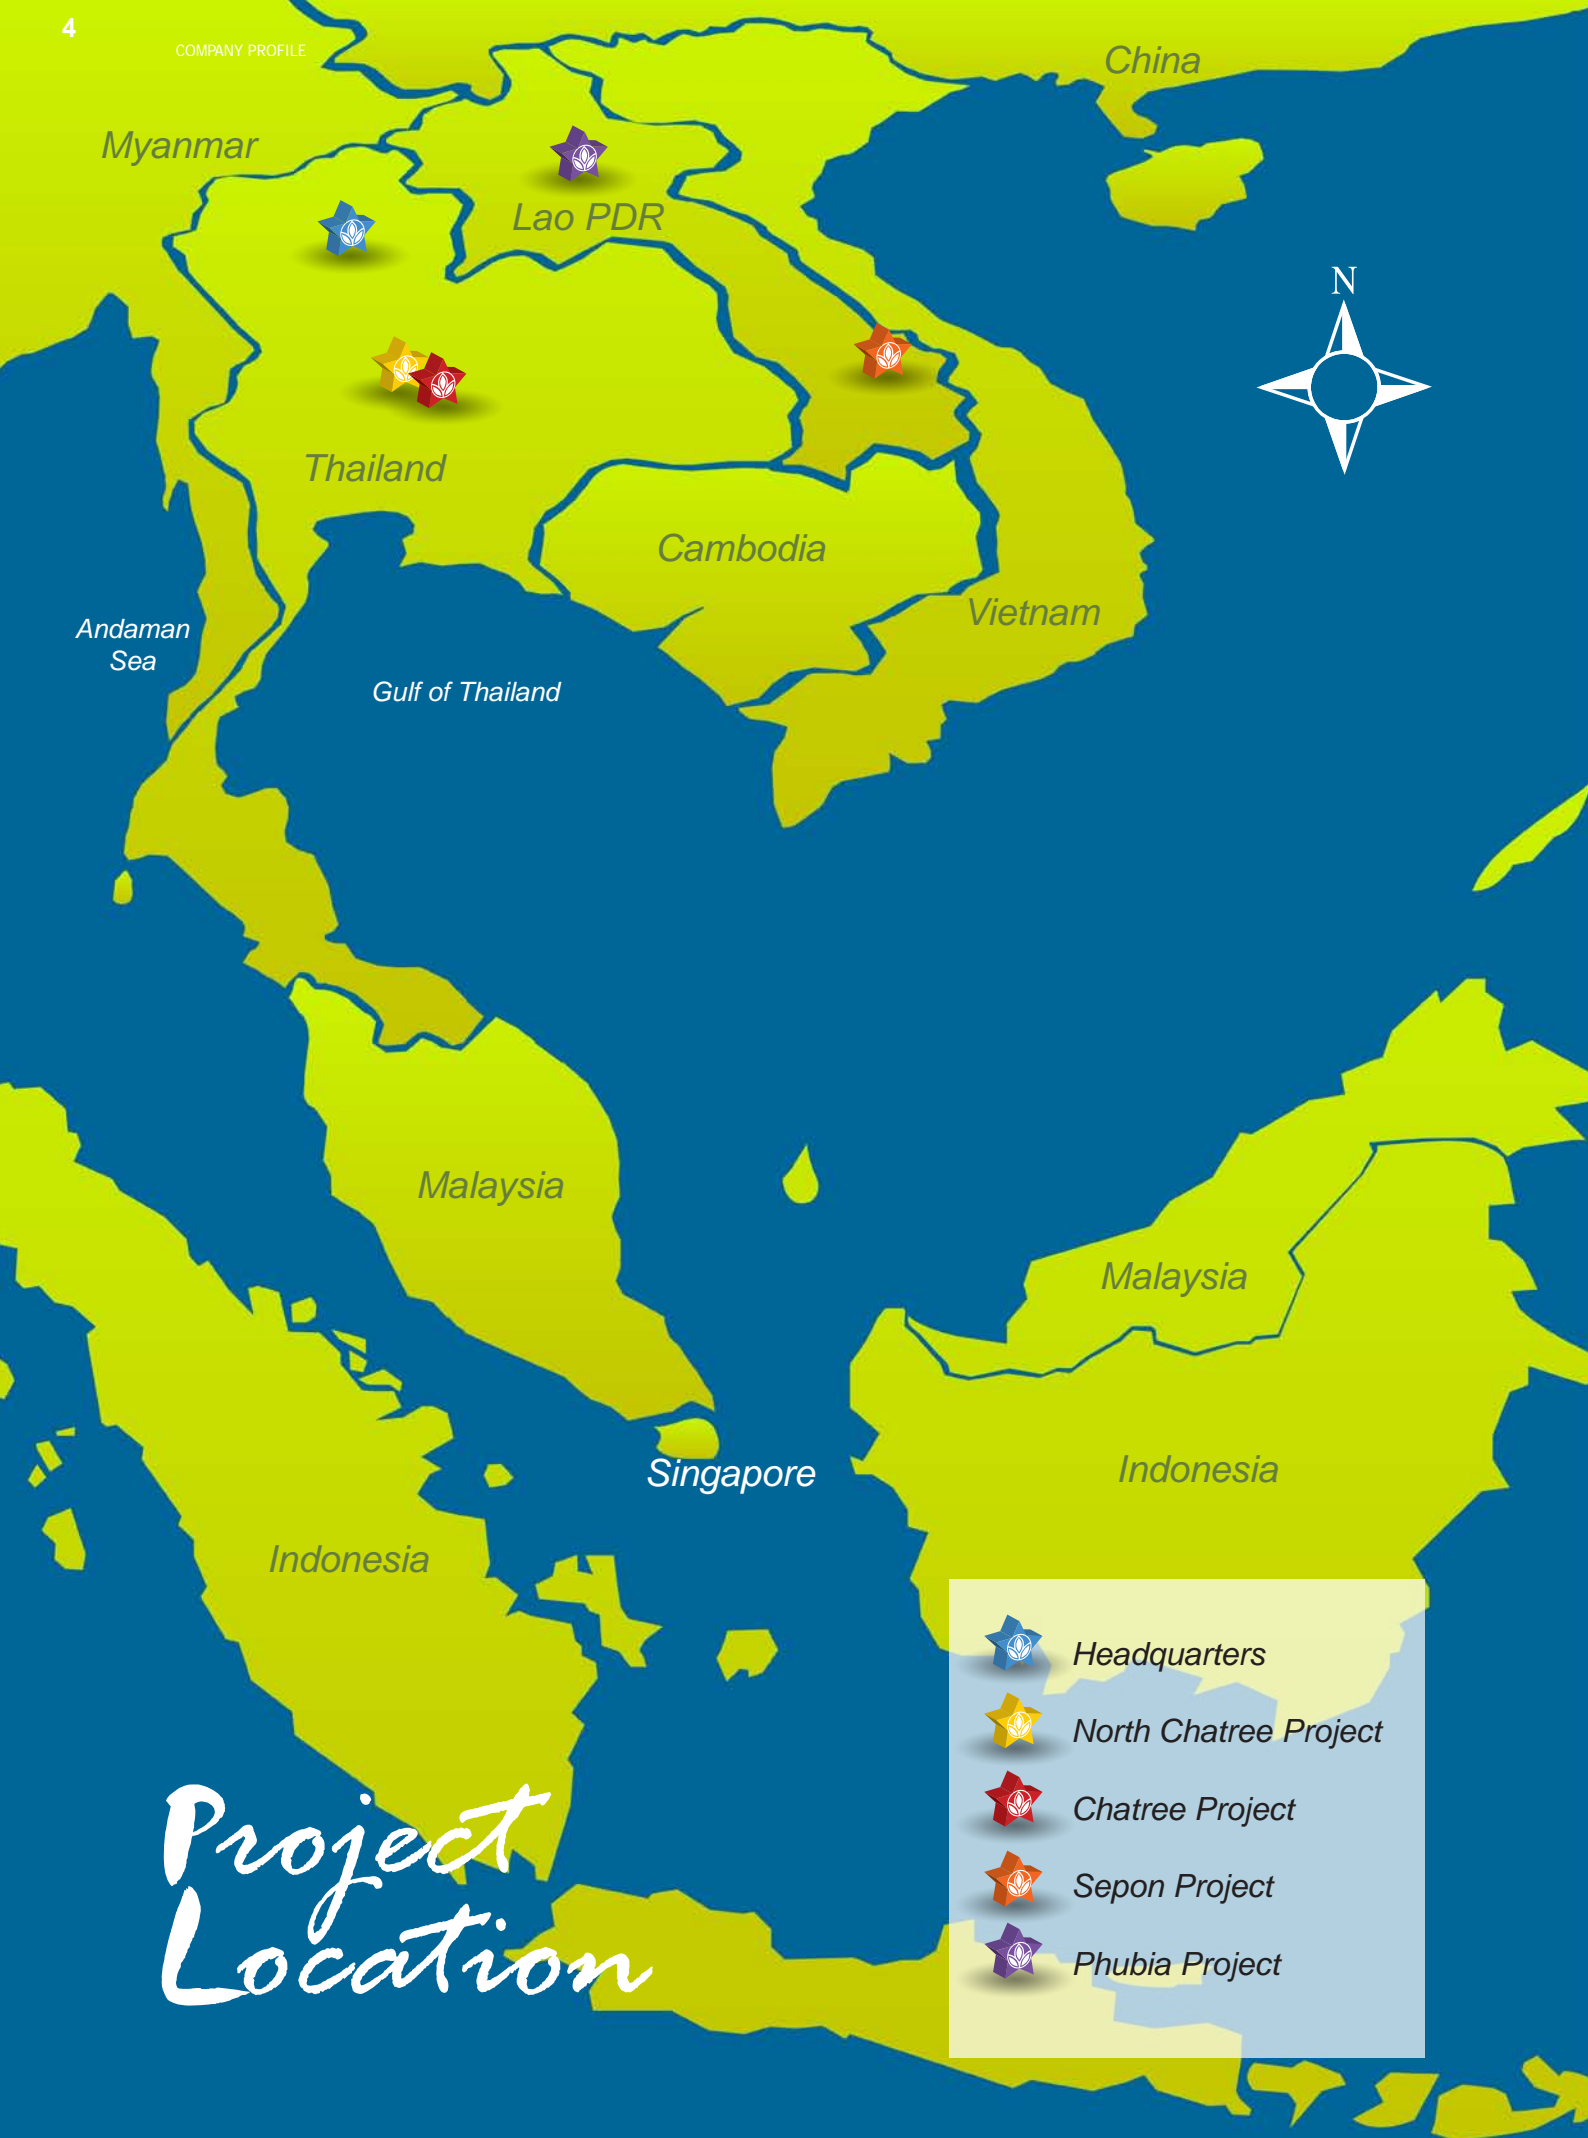 4
COMPANY PROFILE
China
Myanmar
Lao PDR
N
Thailand
Cambodia
Vietnam
Andaman
Sea
Gulf of Thailand
Malaysia
Malaysia
Singapore
Indonesia
Indonesia
Headquarters
North Chatree Project
Chatree Project
Sepon Project
Phubia Project
Project
Location